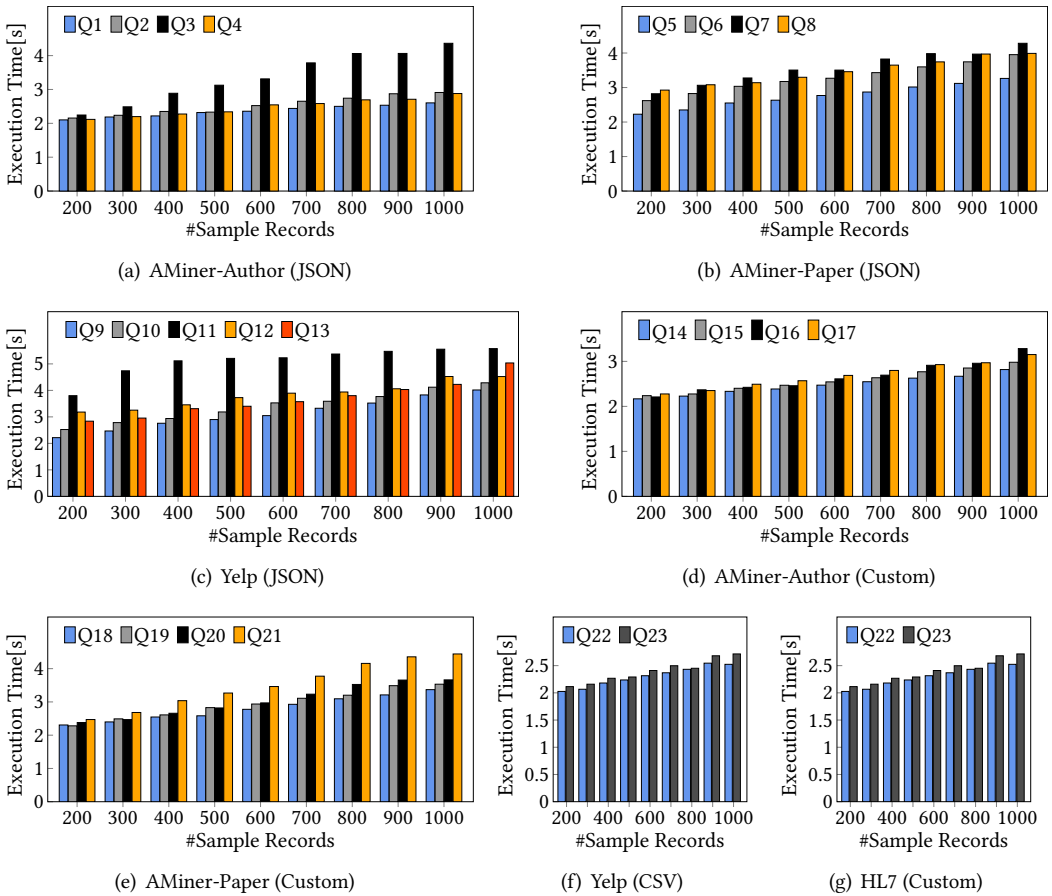 Q1 Q2 Q3 Q4
Execution Time[s]
4
3
2
1
0
200 300 400 500 600 700 800 900 1000
#Sample Records
(a) AMiner-Author (JSON)
Q5 Q6 Q7 Q8
Execution Time[s]
4
3
2
1
0
200 300 400 500 600 700 800 900 1000
#Sample Records
(b) AMiner-Paper (JSON)
Q9 Q10 Q11 Q12 Q13
Execution Time[s]
5
4
3
2
1
0
200 300 400 500 600 700 800 900 1000
#Sample Records
(c) Yelp (JSON)
Q14 Q15 Q16 Q17
Execution Time[s]
3
2
1
0
200 300 400 500 600 700 800 900 1000
#Sample Records
(d) AMiner-Author (Custom)
Q18 Q19 Q20 Q21
Execution Time[s]
4
3
2
1
0
200 300 400 500 600 700 800 900 1000
#Sample Records
(e) AMiner-Paper (Custom)
Q22 Q23
Execution Time[s]
2.5
2
1.5
1
0.5
0
200 400 600 800 1000
#Sample Records
(f) Yelp (CSV)
Q22 Q23
Execution Time[s]
2.5
2
1.5
1
0.5
0
200 400 600 800 1000
#Sample Records
(g) HL7 (Custom)